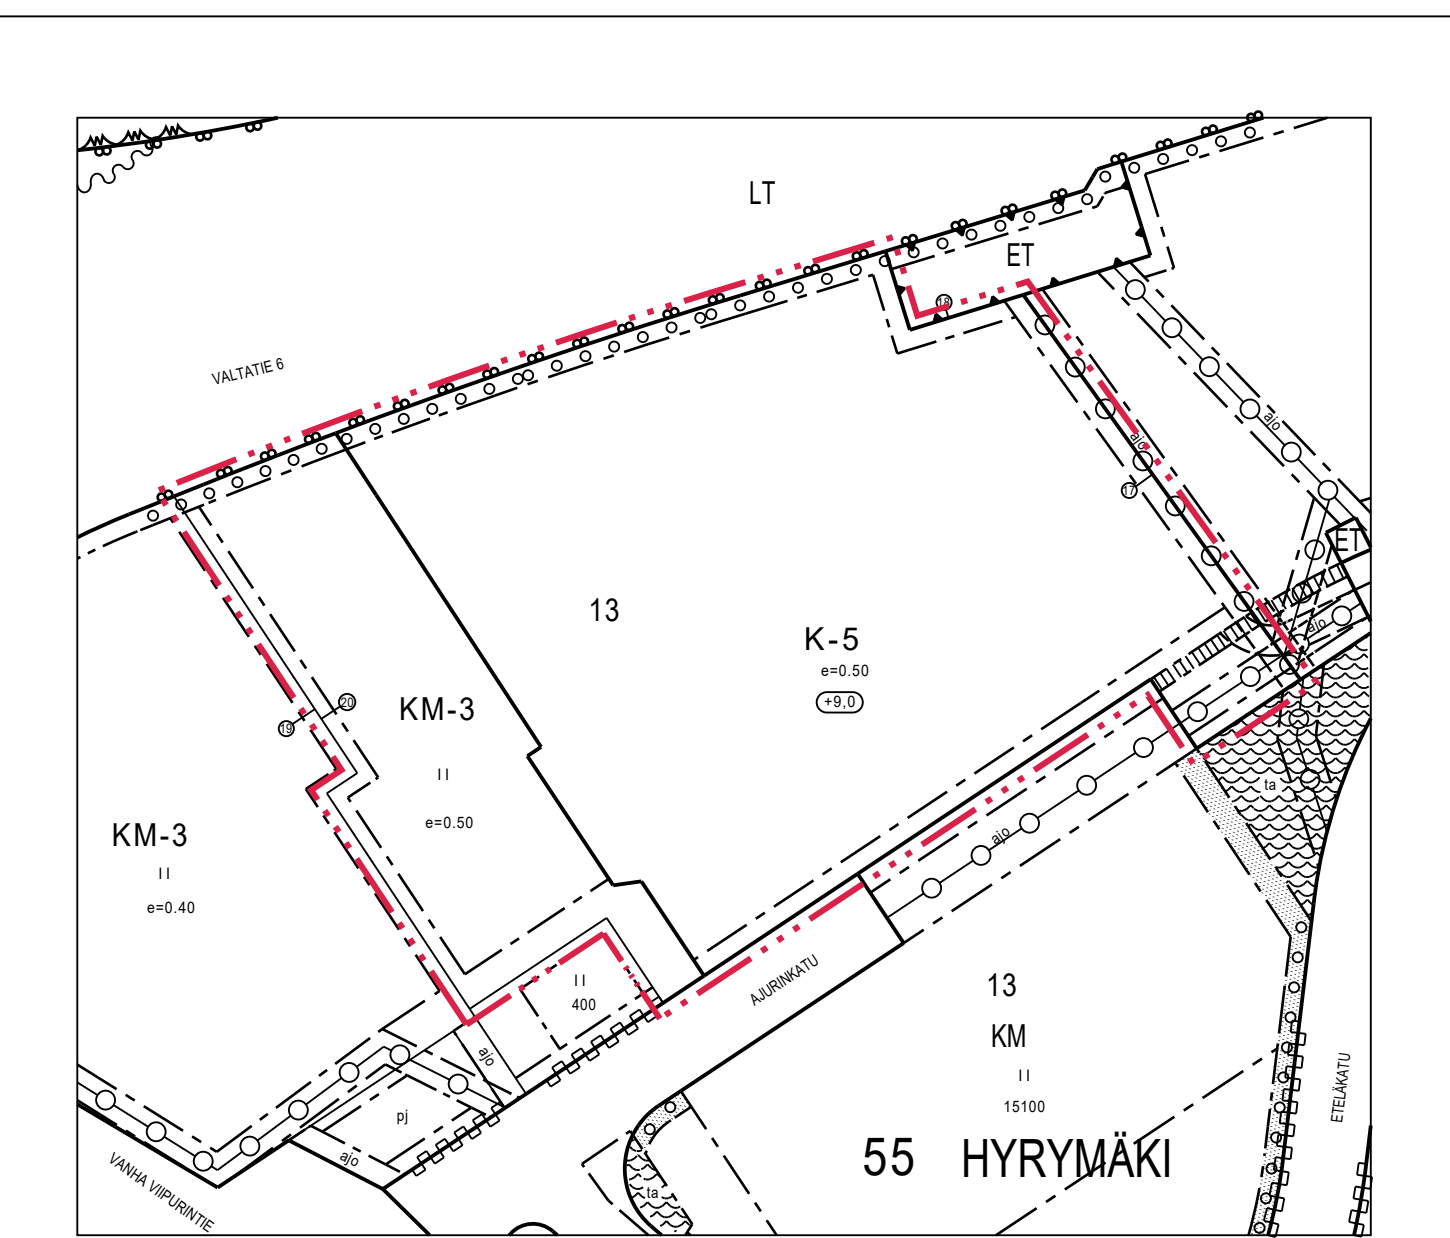 LT
ET
VALTATIE 6
18
ajo
ajo
17
ET
13
K-5
e=0.50
+9,0
ajo
20
19
KM-3
II
e=0.50
ta
KM-3
II
e=0.40
ajo
II
400
AJURINKATU
13
KM
II
15100
ajo
pj
ajo
ETELÄKATU
55 HYRYMÄKI
VANHA VIIPURINTIE
ta